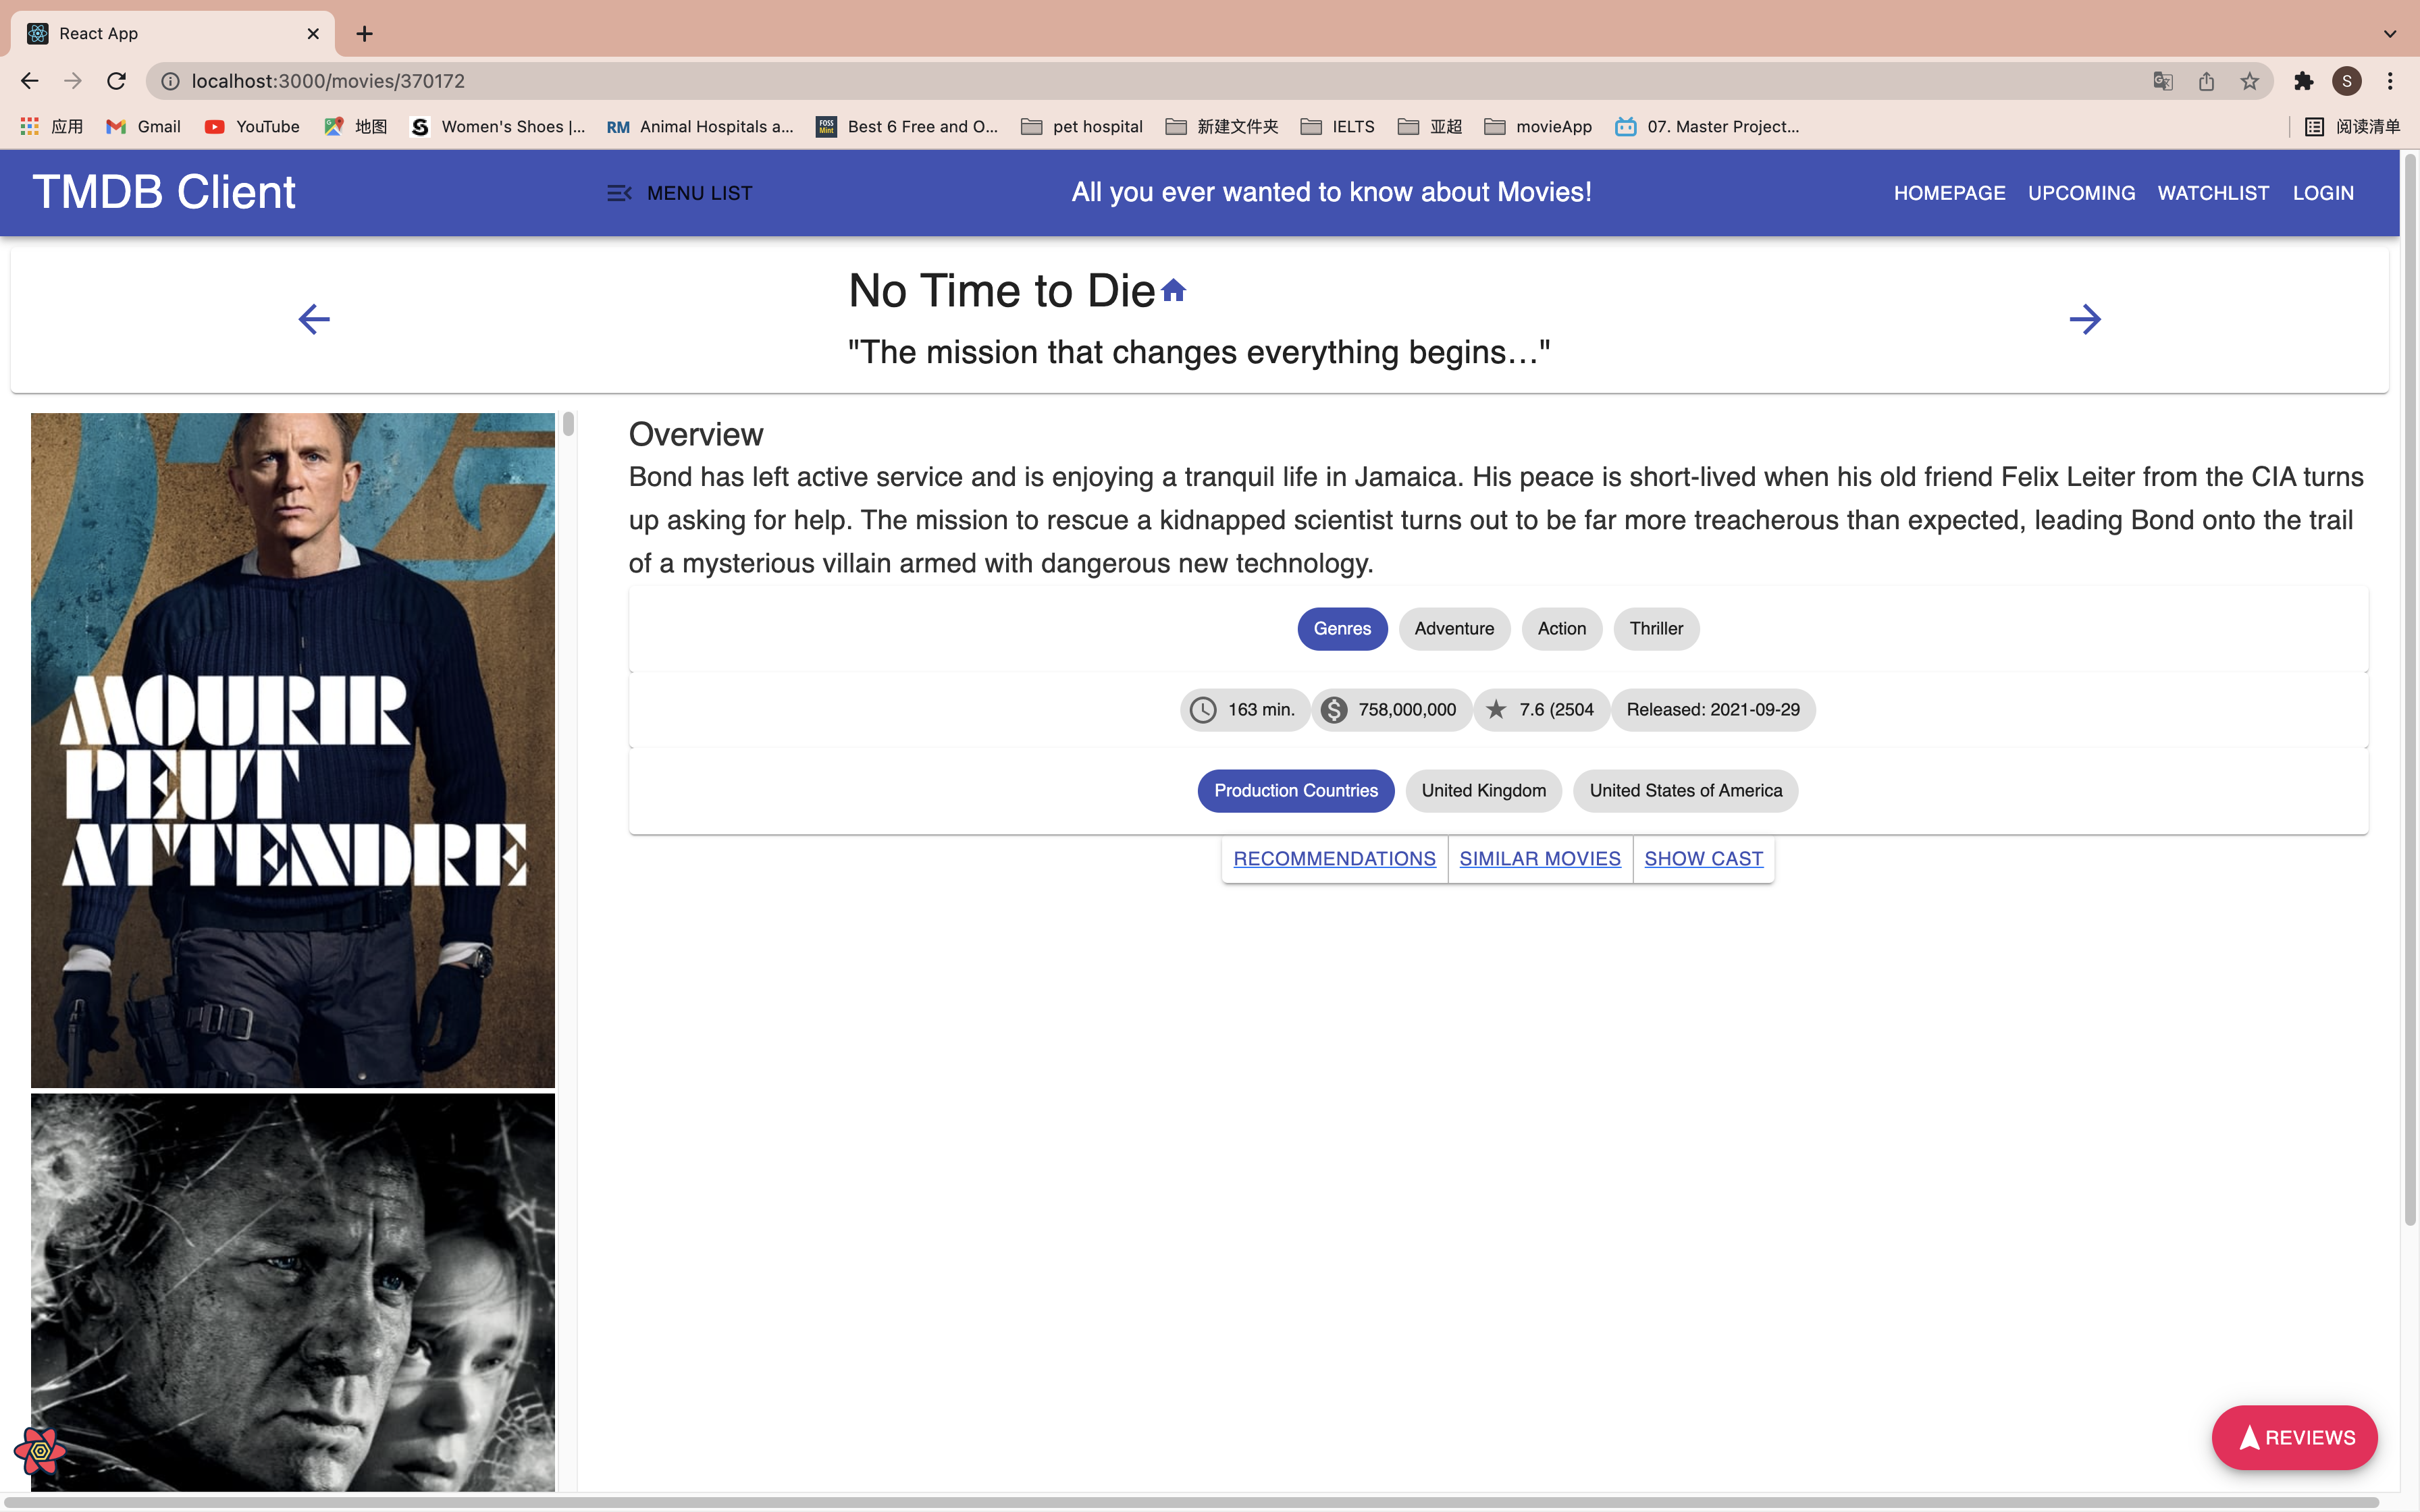 React App
localhost:3000/movies/370172
S
应用 Gmail YouTube 地图 Women's Shoes |... RM Animal Hospitals a... FOSS Mint Best 6 Free and O... pet hospital 新建文件夹 IELTS 亚超 movieApp 07. Master Project... 阅读清单
TMDB Client MENU LIST All you ever wanted to know about Movies! HOMEPAGE UPCOMING WATCHLIST LOGIN
No Time to Die
"The mission that changes everything begins…"
MOURIR
PEUT
ATTENDRE
Overview
Bond has left active service and is enjoying a tranquil life in Jamaica. His peace is short-lived when his old friend Felix Leiter from the CIA turns
up asking for help. The mission to rescue a kidnapped scientist turns out to be far more treacherous than expected, leading Bond onto the trail
of a mysterious villain armed with dangerous new technology.
Genres Adventure Action Thriller
163 min. $ 758,000,000 7.6 (2504 Released: 2021-09-29
Production Countries United Kingdom United States of America
RECOMMENDATIONS SIMILAR MOVIES SHOW CAST
REVIEWS